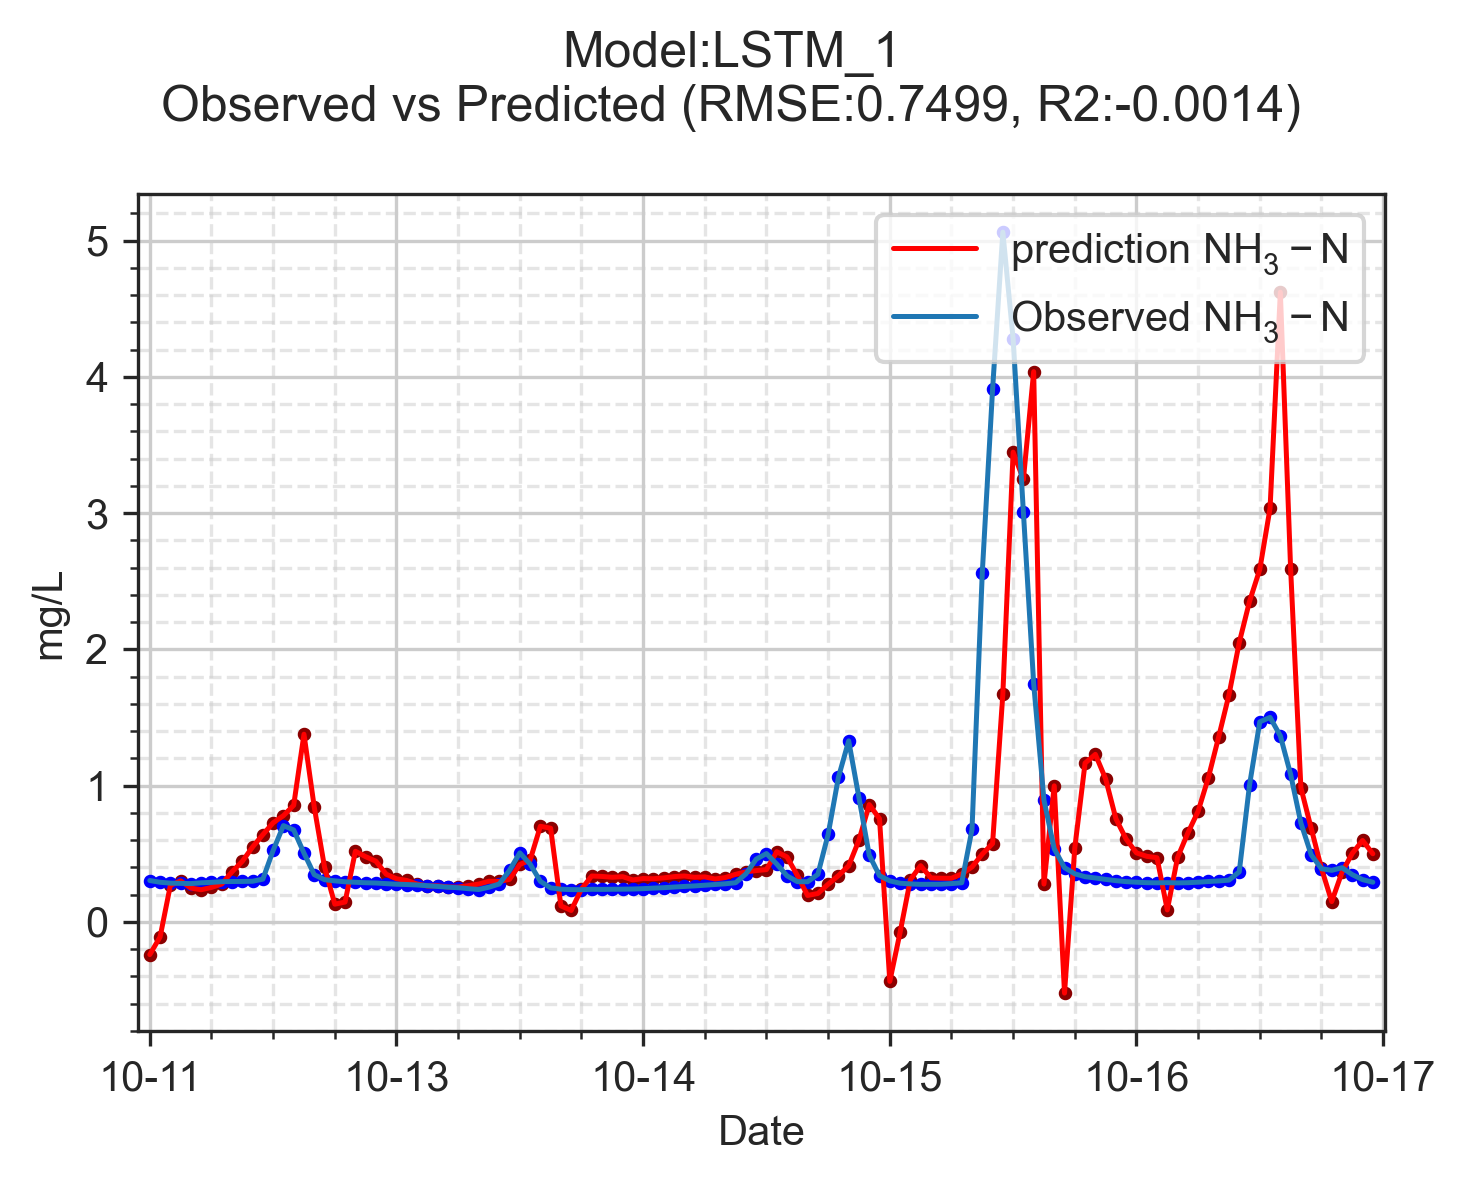 Model:LSTM_1
Observed vs Predicted (RMSE:0.7499, R2:-0.0014)
prediction NH₃ − N
Observed NH₃ − N
mg/L
5
4
3
2
1
0
10-11 10-13 10-14 10-15 10-16 10-17
Date